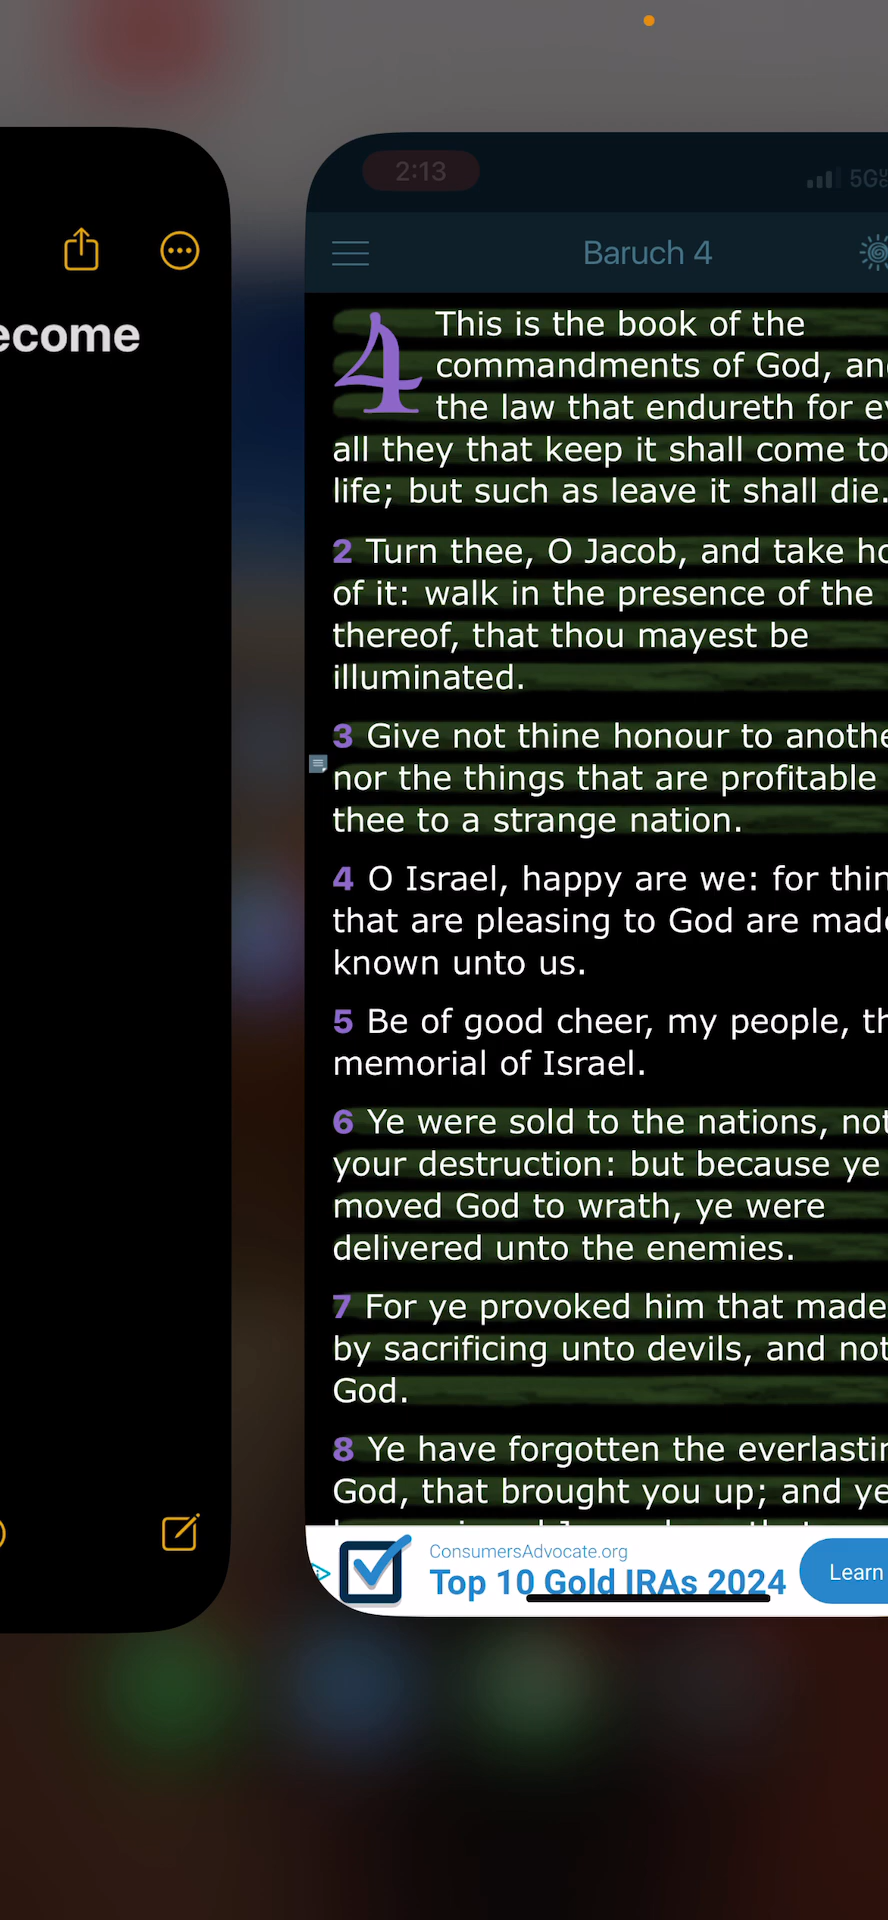 2:13
5G
ecome
Baruch 4
4 This is the book of the
commandments of God, an
the law that endureth for ev
all they that keep it shall come to
life; but such as leave it shall die.
2 Turn thee, O Jacob, and take ho
of it: walk in the presence of the
thereof, that thou mayest be
illuminated.
3 Give not thine honour to anothe
nor the things that are profitable
thee to a strange nation.
4 O Israel, happy are we: for thin
that are pleasing to God are made
known unto us.
5 Be of good cheer, my people, th
memorial of Israel.
6 Ye were sold to the nations, not
your destruction: but because ye
moved God to wrath, ye were
delivered unto the enemies.
7 For ye provoked him that made
by sacrificing unto devils, and not
God.
8 Ye have forgotten the everlastin
God, that brought you up; and ye
ConsumersAdvocate.org
Top 10 Gold IRAs 2024
Learn